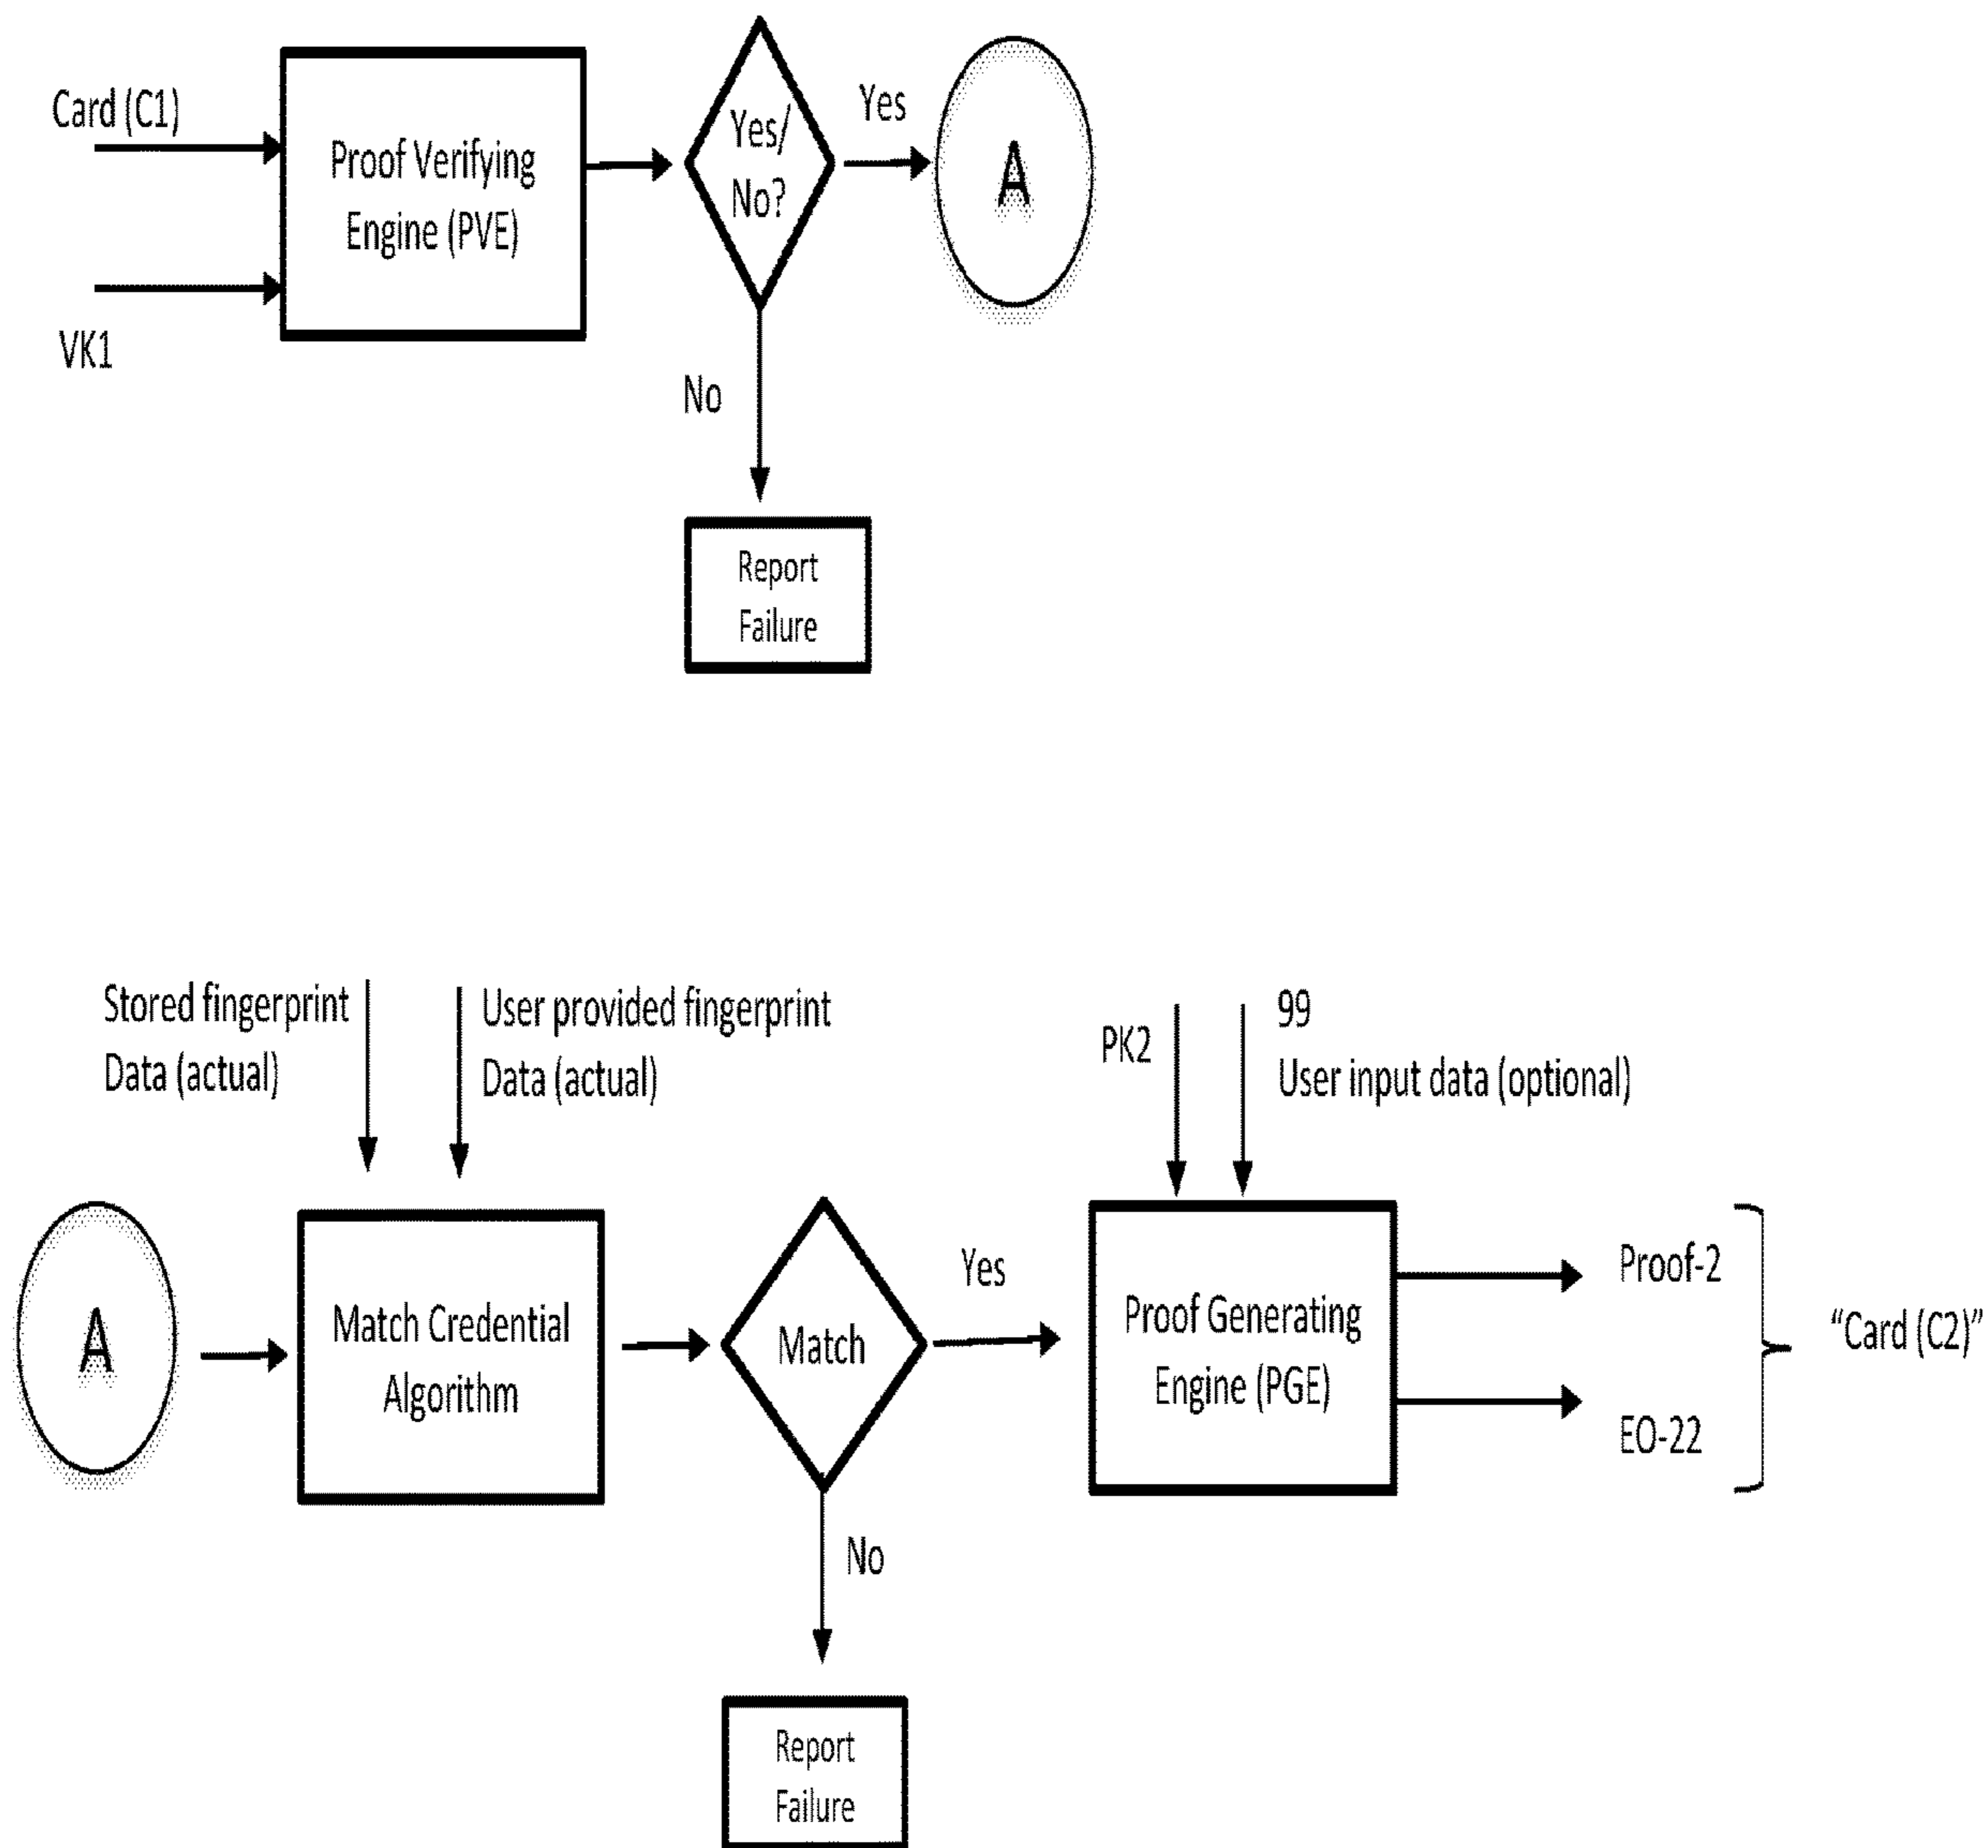 Card (C1)
VK1
Proof Verifying
Engine (PVE)
Yes/
No?
Yes
A
No
Report
Failure
Stored fingerprint
Data (actual)
User provided fingerprint
Data (actual)
PK2
99
User input data (optional)
A
Match Credential
Algorithm
Match
Yes
Proof Generating
Engine (PGE)
Proof-2
EO-22
“Card (C2)”
No
Report
Failure